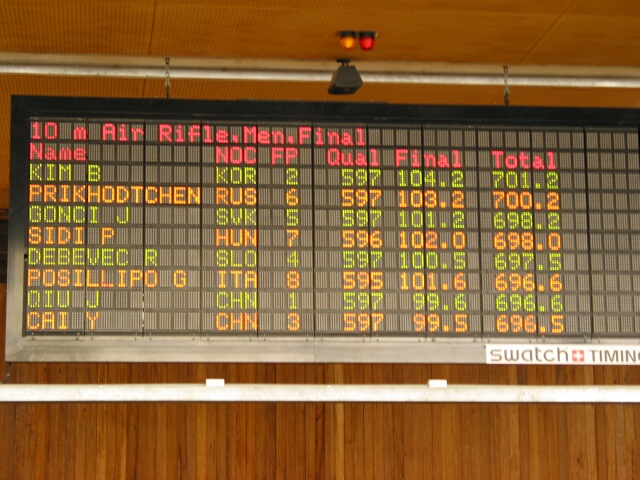 10 m Air Rifle.Men.Final
Name NOC FP Qual Final Total
KIM B KOR 2 597 104.2 701.2
PRIKHODTCHEN RUS 6 597 103.2 700.2
GONCI J SVK 5 597 101.2 698.2
SIDI P HUN 7 596 102.0 698.0
DEBEVEC R SLO 4 597 100.5 697.5
POSILLIPO G ITA 8 595 101.6 696.6
QIU J CHN 1 597 99.6 696.6
CAI Y CHN 3 597 99.5 696.5
swatch TIMING